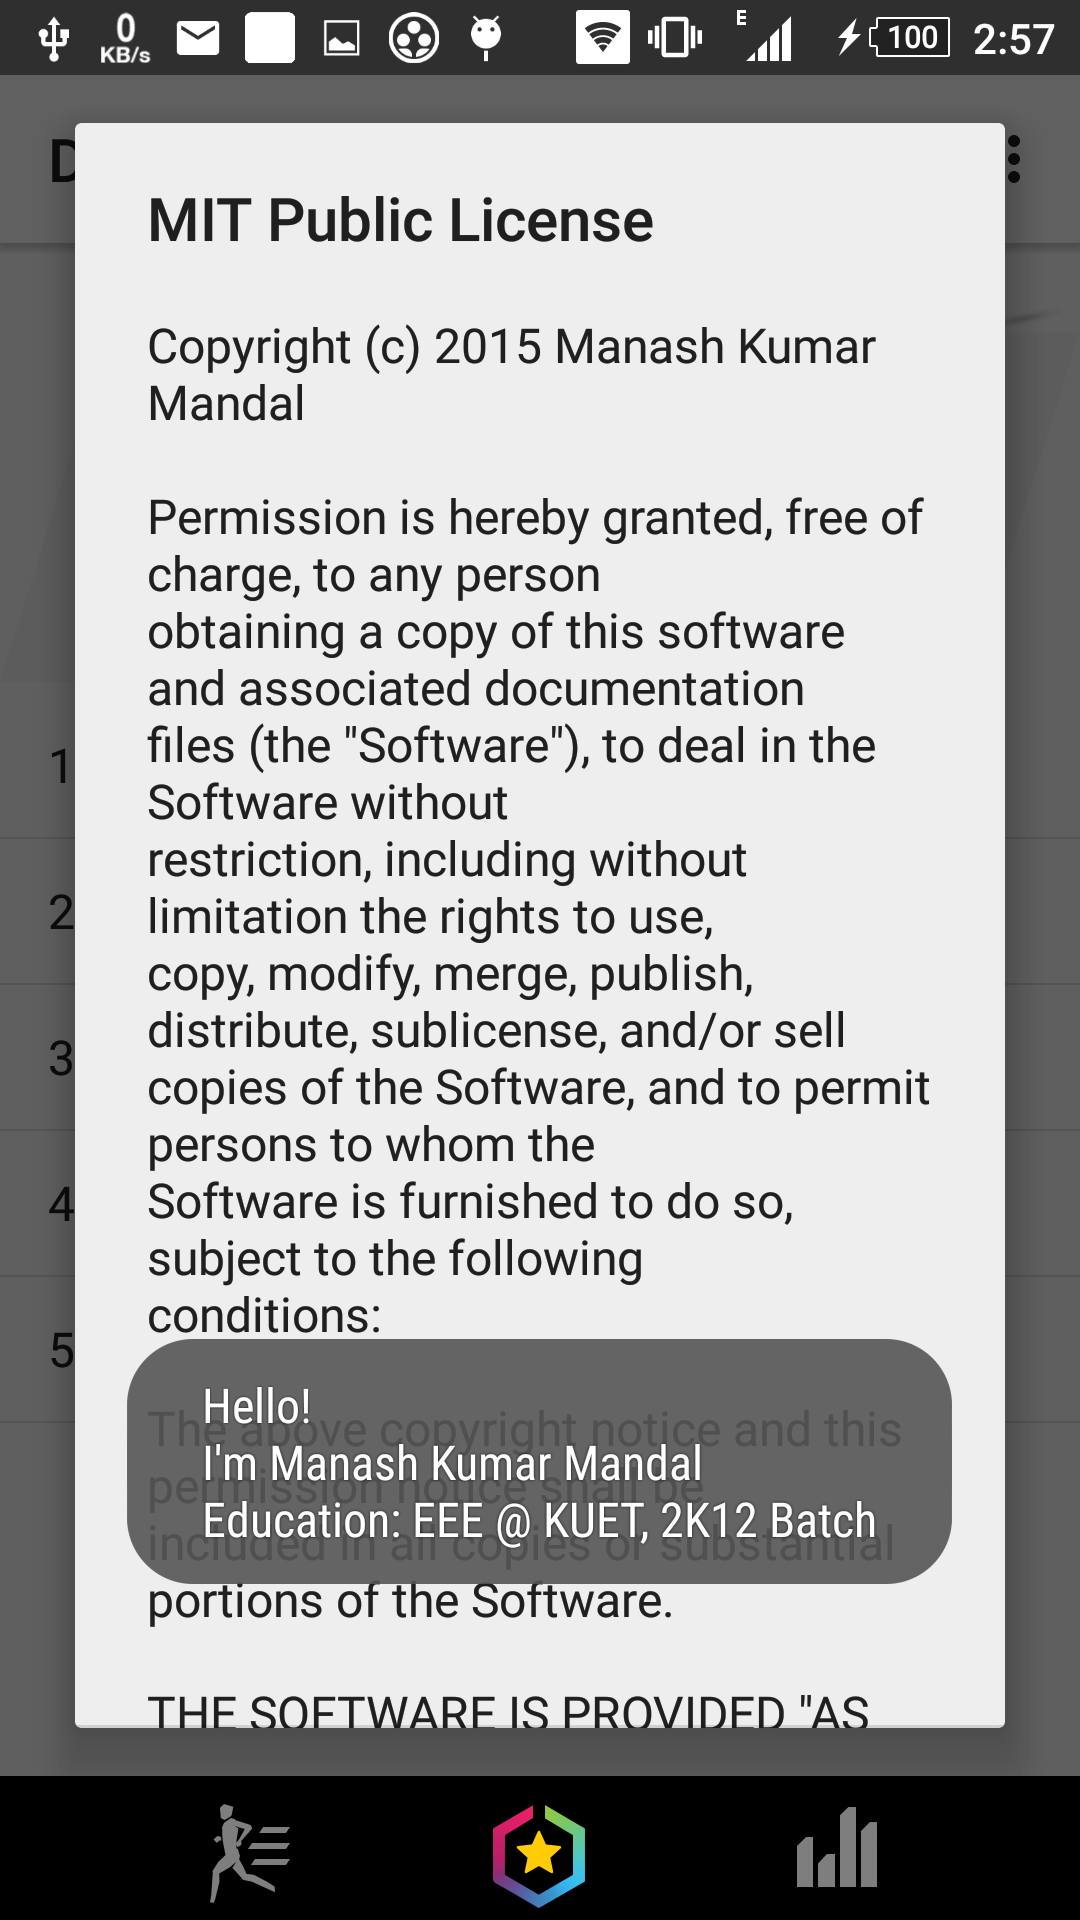 0
KB/s
E
100
2:57
D
MIT Public License
Copyright (c) 2015 Manash Kumar
Mandal
Permission is hereby granted, free of
charge, to any person
obtaining a copy of this software
and associated documentation
files (the "Software"), to deal in the
Software without
restriction, including without
limitation the rights to use,
copy, modify, merge, publish,
distribute, sublicense, and/or sell
copies of the Software, and to permit
persons to whom the
Software is furnished to do so,
subject to the following
conditions:
1
2
3
4
5
Hello!
I'm Manash Kumar Mandal
Education: EEE @ KUET, 2K12 Batch
The above copyright notice and this
permission notice shall be
included in all copies or substantial
portions of the Software.
THE SOFTWARE IS PROVIDED "AS